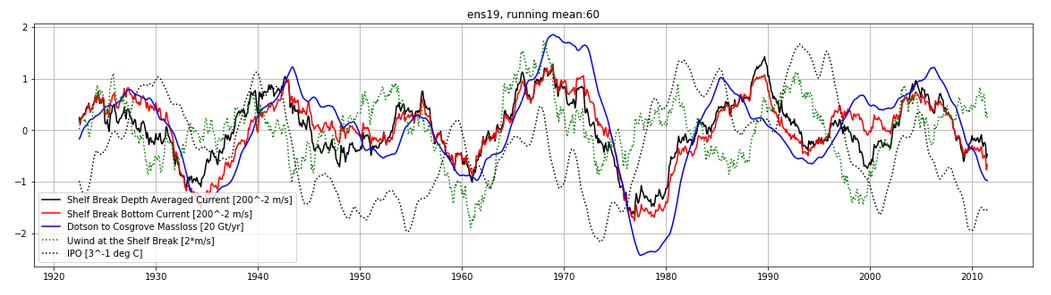 ens19, running mean:60
2
1
0
−1
−2
Shelf Break Depth Averaged Current [200^-2 m/s]
Shelf Break Bottom Current [200^-2 m/s]
Dotson to Cosgrove Massloss [20 Gt/yr]
Uwind at the Shelf Break [2*m/s]
IPO [3^-1 deg C]
1920 1930 1940 1950 1960 1970 1980 1990 2000 2010